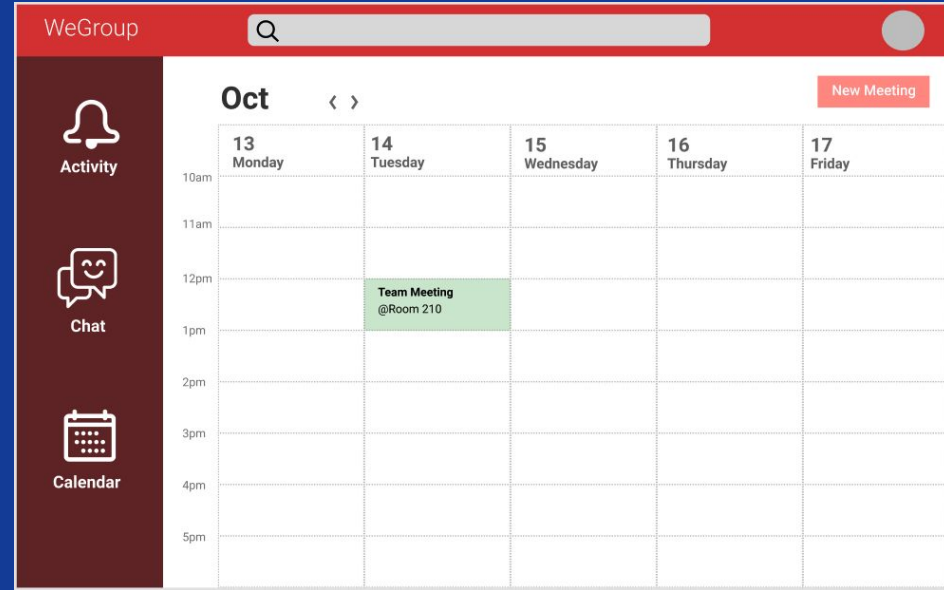 WeGroup
Activity
Chat
Calendar
Oct
New Meeting
13
Monday
14
Tuesday
15
Wednesday
16
Thursday
17
Friday
10am
11am
12pm
Team Meeting
@Room 210
1pm
2pm
3pm
4pm
5pm